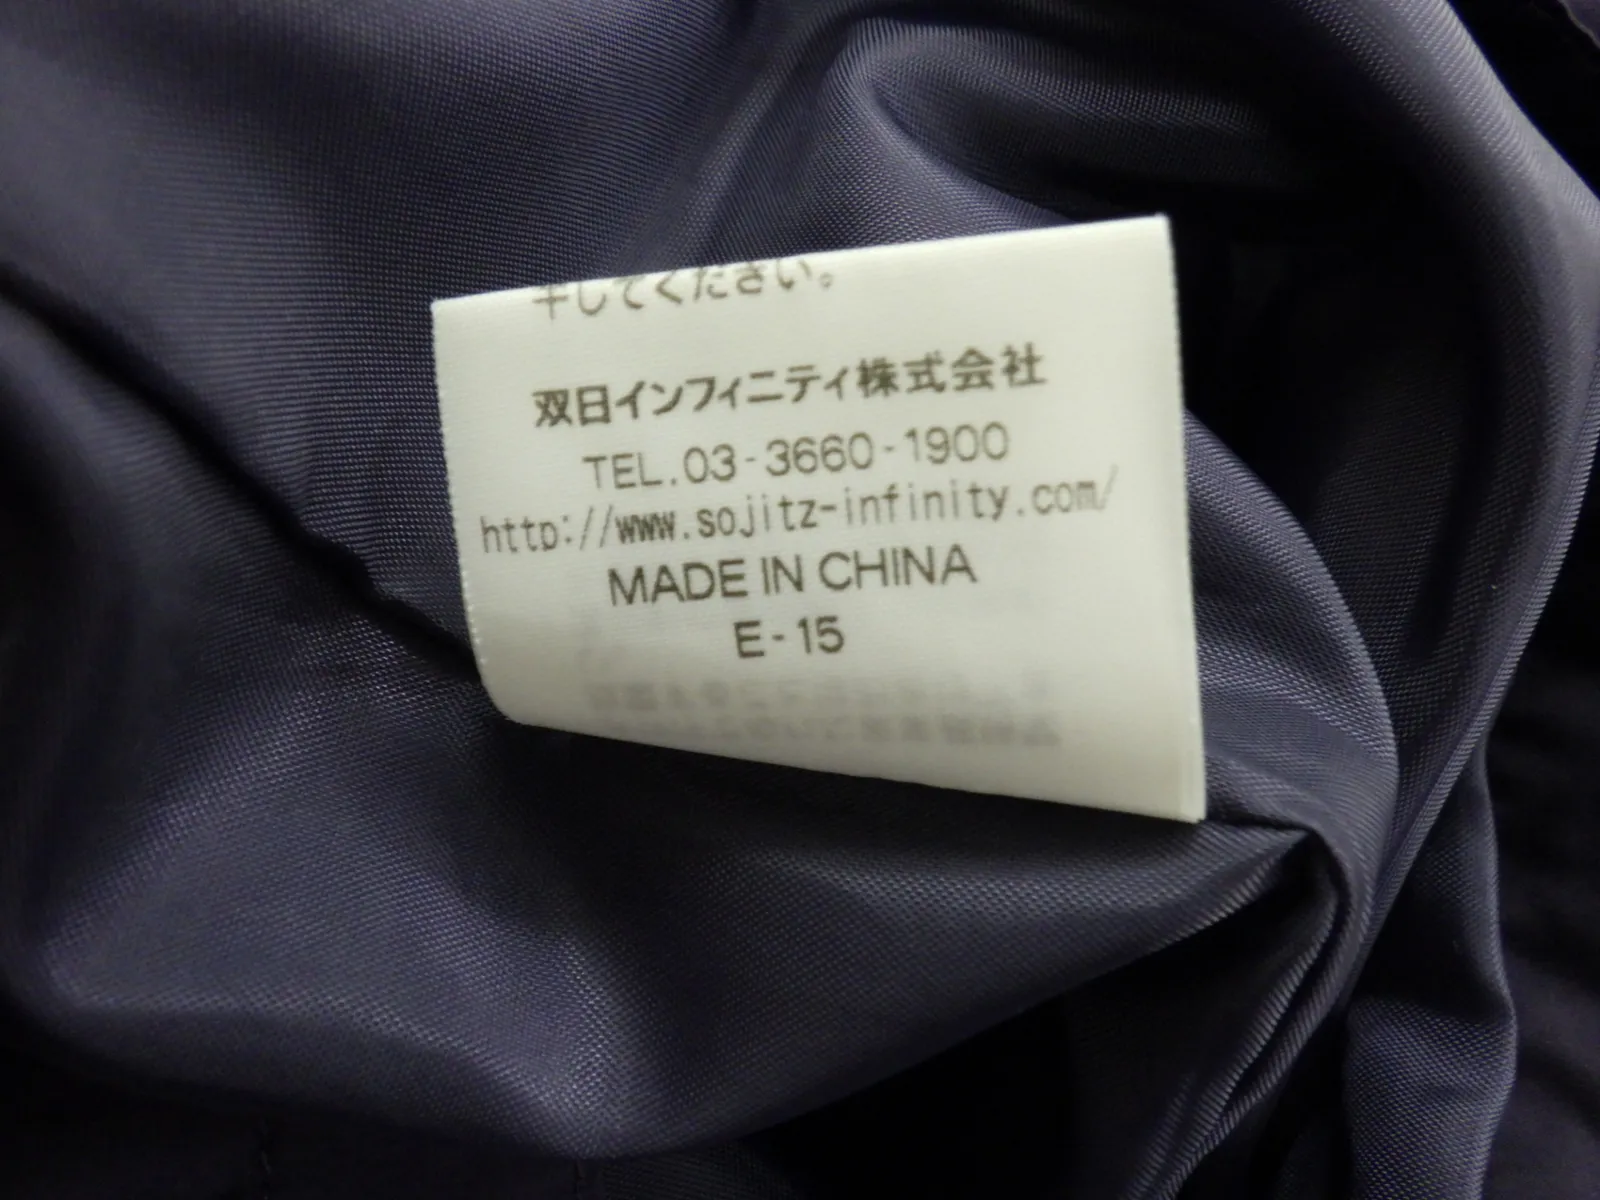 干してください。
双日インフィニティ株式会社
TEL.03-3660-1900
http://www.sojitz-infinity.com/
MADE IN CHINA
E-15